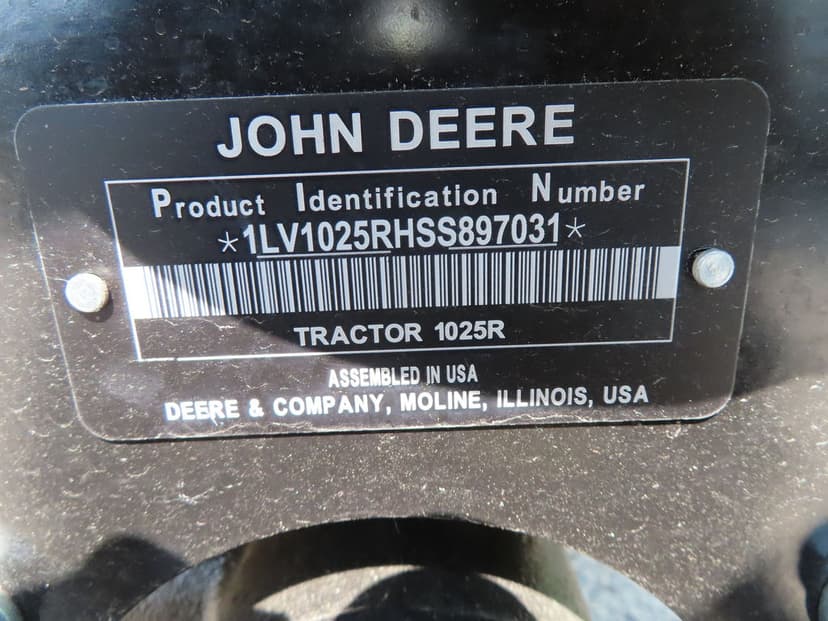 JOHN DEERE
Product Identification Number
*1LV1025RHSS897031*
TRACTOR 1025R
ASSEMBLED IN USA
DEERE & COMPANY, MOLINE, ILLINOIS, USA